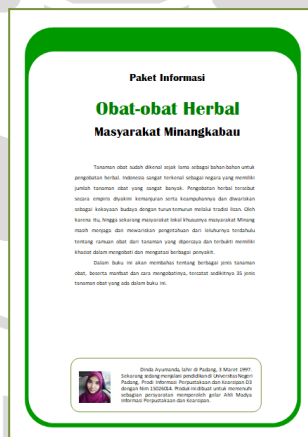 Paket Informasi
Obat-obat Herbal
Masyarakat Minangkabau
Tanaman obat sudah dikenal sejak lama sebagai bahan-bahan untuk
pengobatan herbal. Indonesia sangat terkenal sebagai negara yang memiliki
jumlah tanaman obat yang sangat banyak. Pengobatan herbal tersebut
secara empiris diyakini kemanjuran serta keampuhannya dan diwariskan
sebagai kekayaan budaya dengan turun temurun melalui tradisi lisan. Oleh
karena itu, hingga sekarang masyarakat lokal khususnya masyarakat Minang
masih menjaga dan mewariskan pengetahuan dari leluhurnya terdahulu
tentang ramuan obat dari tanaman yang dipercaya dan terbukti memiliki
khasiat dalam mengobati dan mengatasi berbagai penyakit.
Dalam buku ini akan membahas tentang berbagai jenis tanaman
obat, beserta manfaat dan cara mengobatinya, tercatat sedikitnya 35 jenis
tanaman obat yang ada dalam buku ini.
Dinda Ayumanda, lahir di Padang, 3 Maret 1997.
Sekarang sedang menjalani pendidikan di Universitas Negeri
Padang, Prodi Informasi Perpustakaan dan Kearsipan D3
dengan Nim 15026014. Produk ini dibuat untuk memenuhi
sebagian persyaratan memperoleh gelar Ahli Madya
Informasi Perpustakaan dan Kearsipan.